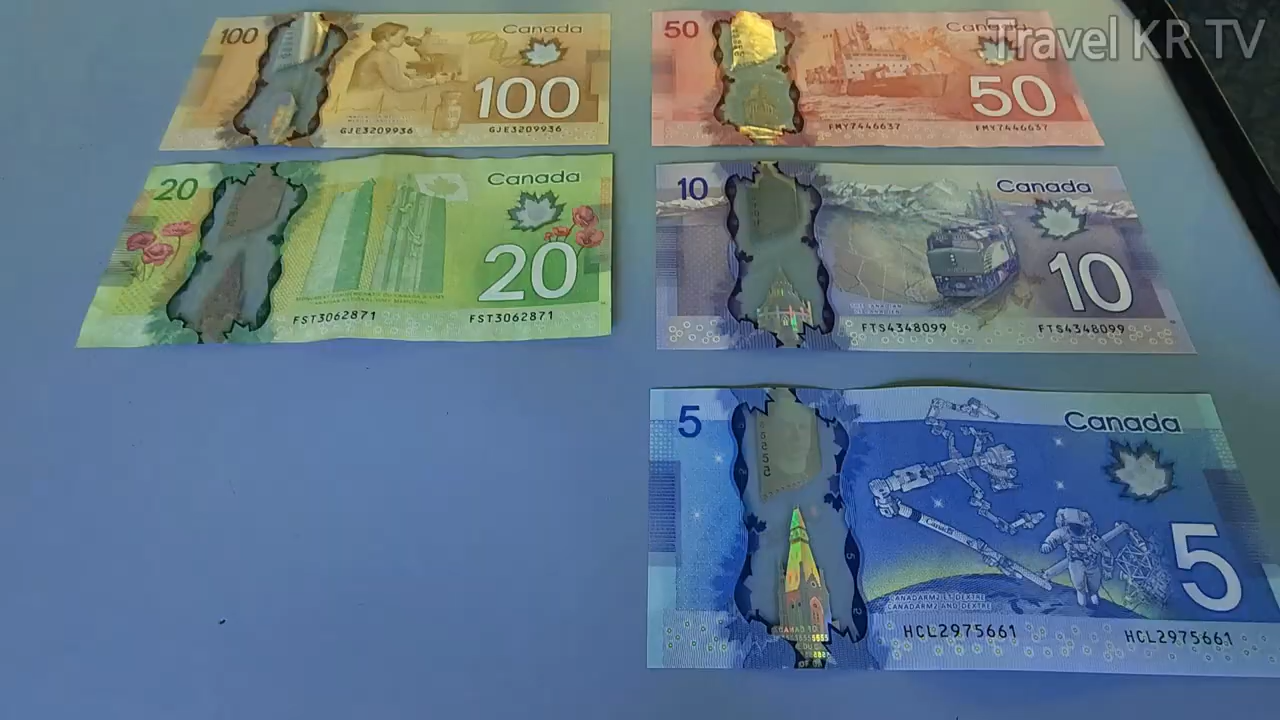 Travel KR TV
100
Canada
100
GJE3209936
GJE3209936
50
Canada
50
FMY7446637
FMY7446637
20
Canada
20
FST3062871
FST3062871
10
Canada
10
FTS4348099
FTS4348099
5
Canada
5
CANADARM2 ET DEXTRE
CANADARM2 AND DEXTRE
HCL2975661
HCL2975661